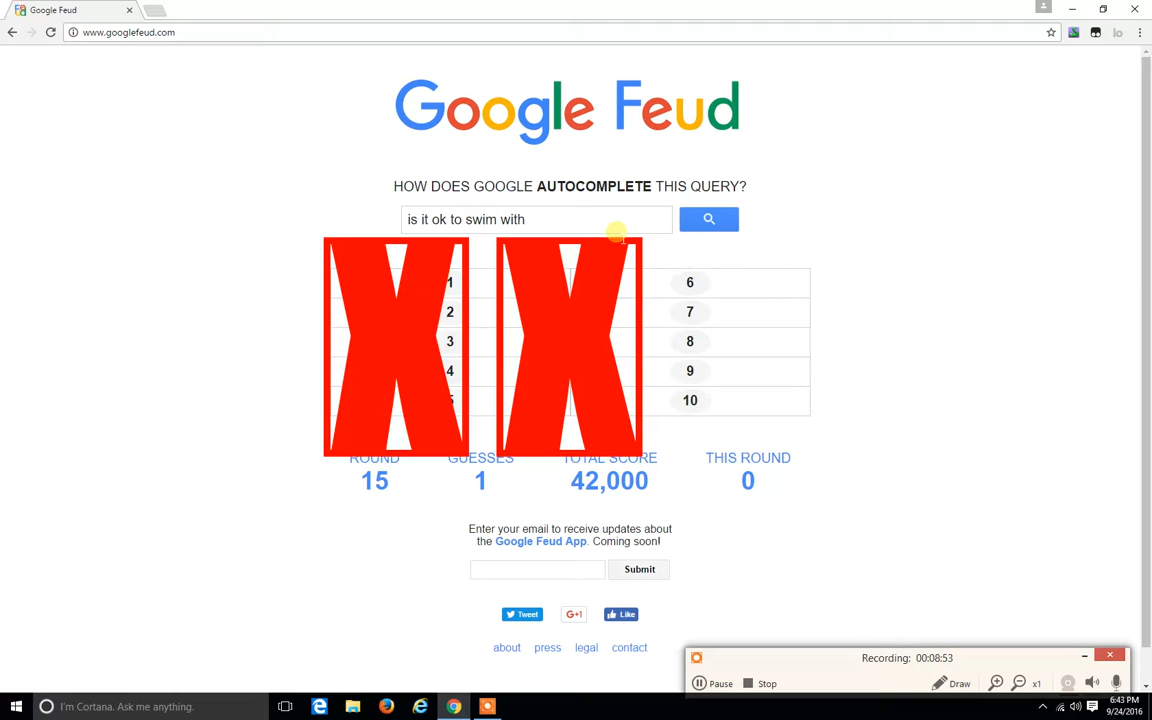 Google Feud
www.googlefeud.com
Google Feud
HOW DOES GOOGLE AUTOCOMPLETE THIS QUERY?
is it ok to swim with
X X
1 6
2 7
3 8
4 9
5 10
ROUND GUESSES TOTAL SCORE THIS ROUND
15 1 42,000 0
Enter your email to receive updates about
the Google Feud App. Coming soon!
Submit
Tweet G+1 Like
about press legal contact
Recording: 00:08:53
Pause Stop Draw x1
I'm Cortana. Ask me anything.
6:43 PM
9/24/2016